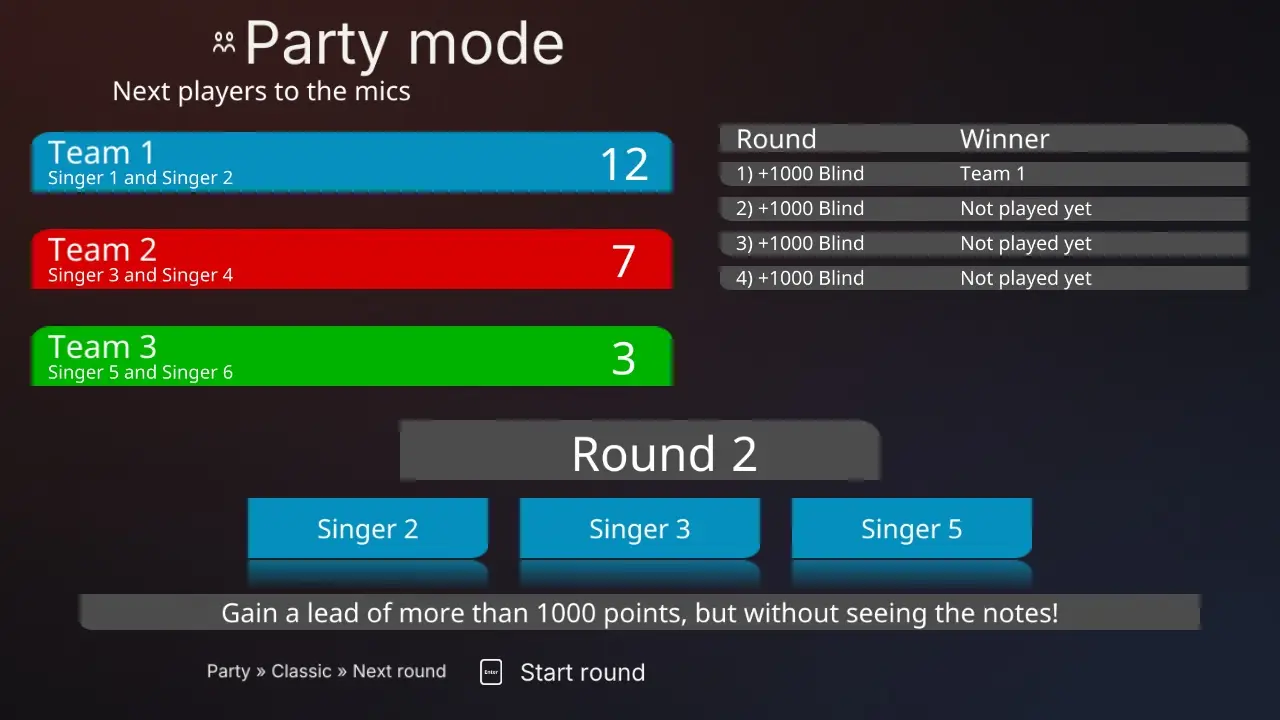 Party mode
Next players to the mics
Team 1
Singer 1 and Singer 2
12
Team 2
Singer 3 and Singer 4
7
Team 3
Singer 5 and Singer 6
3
Round Winner
1) +1000 Blind Team 1
2) +1000 Blind Not played yet
3) +1000 Blind Not played yet
4) +1000 Blind Not played yet
Round 2
Singer 2 Singer 3 Singer 5
Gain a lead of more than 1000 points, but without seeing the notes!
Party » Classic » Next round Enter Start round